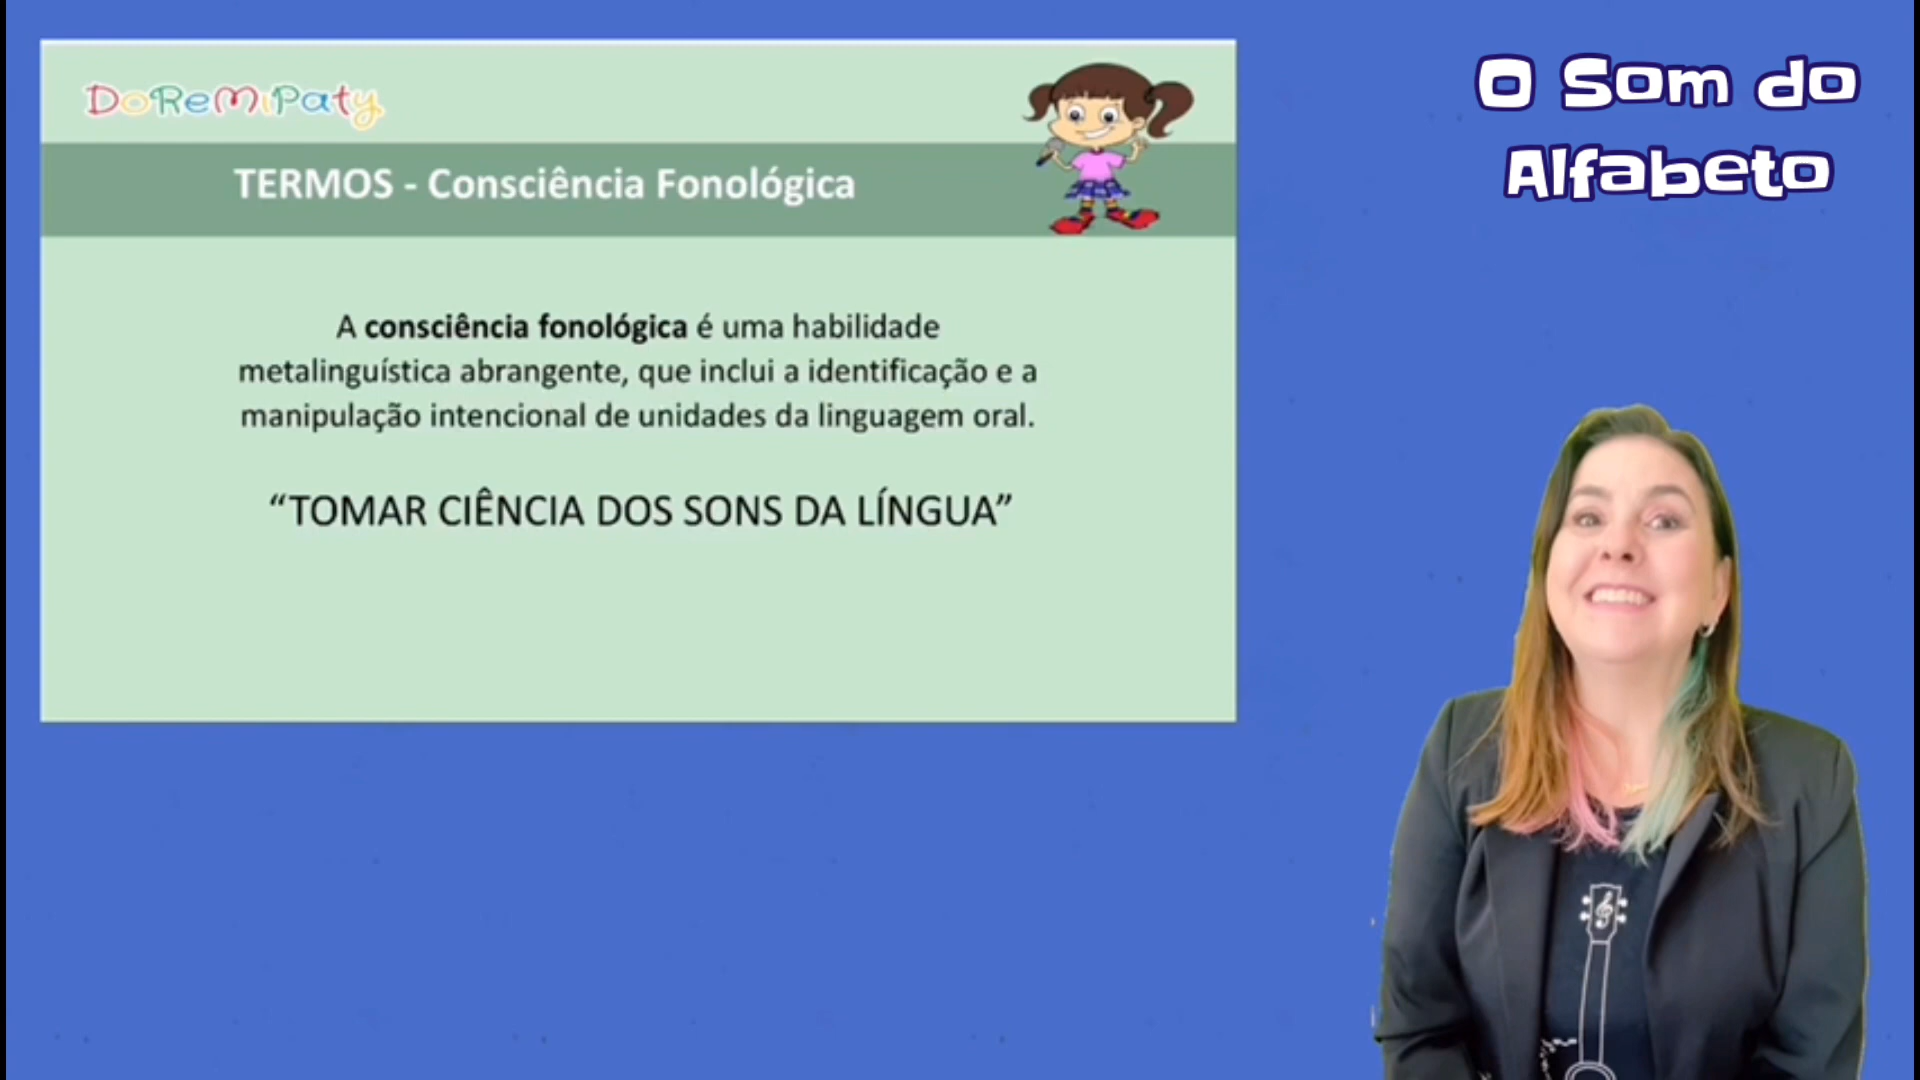 DoReMiPaty
TERMOS - Consciência Fonológica
A consciência fonológica é uma habilidade
metalinguística abrangente, que inclui a identificação e a
manipulação intencional de unidades da linguagem oral.
“TOMAR CIÊNCIA DOS SONS DA LÍNGUA”
O Som do
Alfabeto